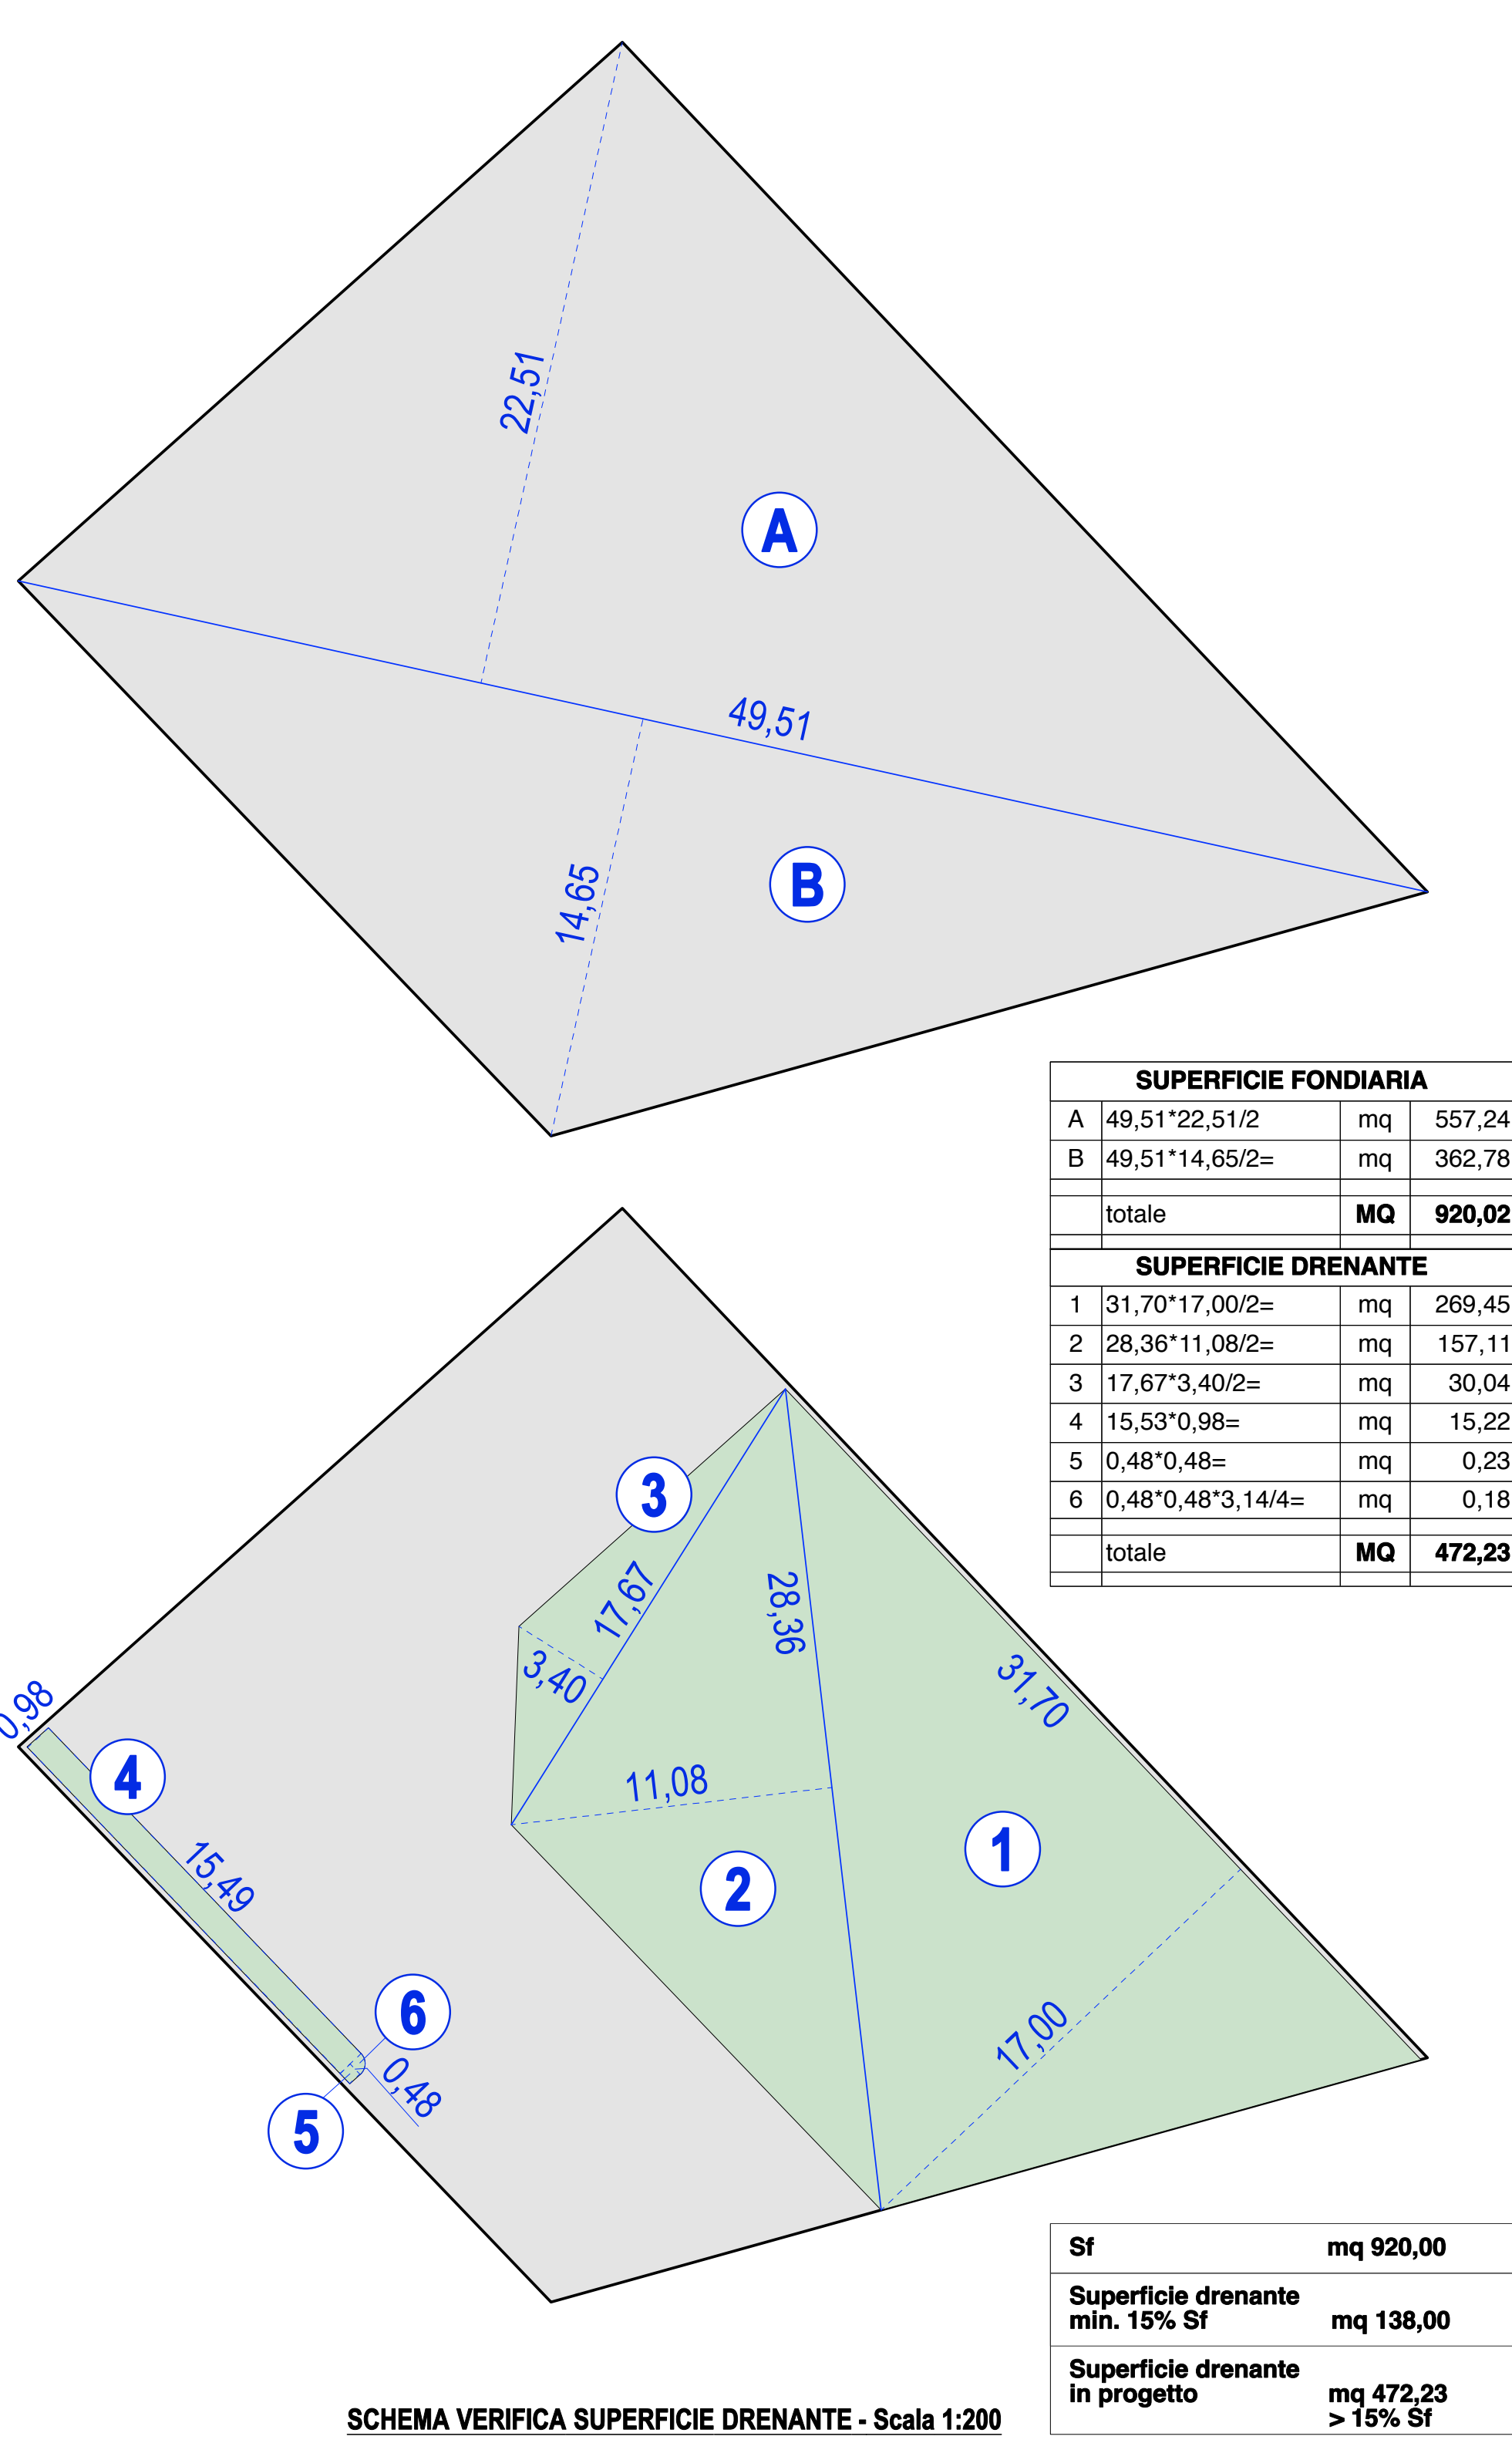 22,51
A
49,51
B
14,65
SUPERFICIE FONDIARIA
A 49,51*22,51/2 mq 557,24
B 49,51*14,65/2= mq 362,78
totale MQ 920,02
SUPERFICIE DRENANTE
1 31,70*17,00/2= mq 269,45
2 28,36*11,08/2= mq 157,11
3 17,67*3,40/2= mq 30,04
4 15,53*0,98= mq 15,22
5 0,48*0,48= mq 0,23
6 0,48*0,48*3,14/4= mq 0,18
totale MQ 472,23
3
17,67
28,36
3,40
31,70
0,98
4
11,08
15,49
1
2
6
17,00
0,48
5
Sf mq 920,00
Superficie drenante
min. 15% Sf mq 138,00
Superficie drenante
in progetto mq 472,23
> 15% Sf
SCHEMA VERIFICA SUPERFICIE DRENANTE - Scala 1:200